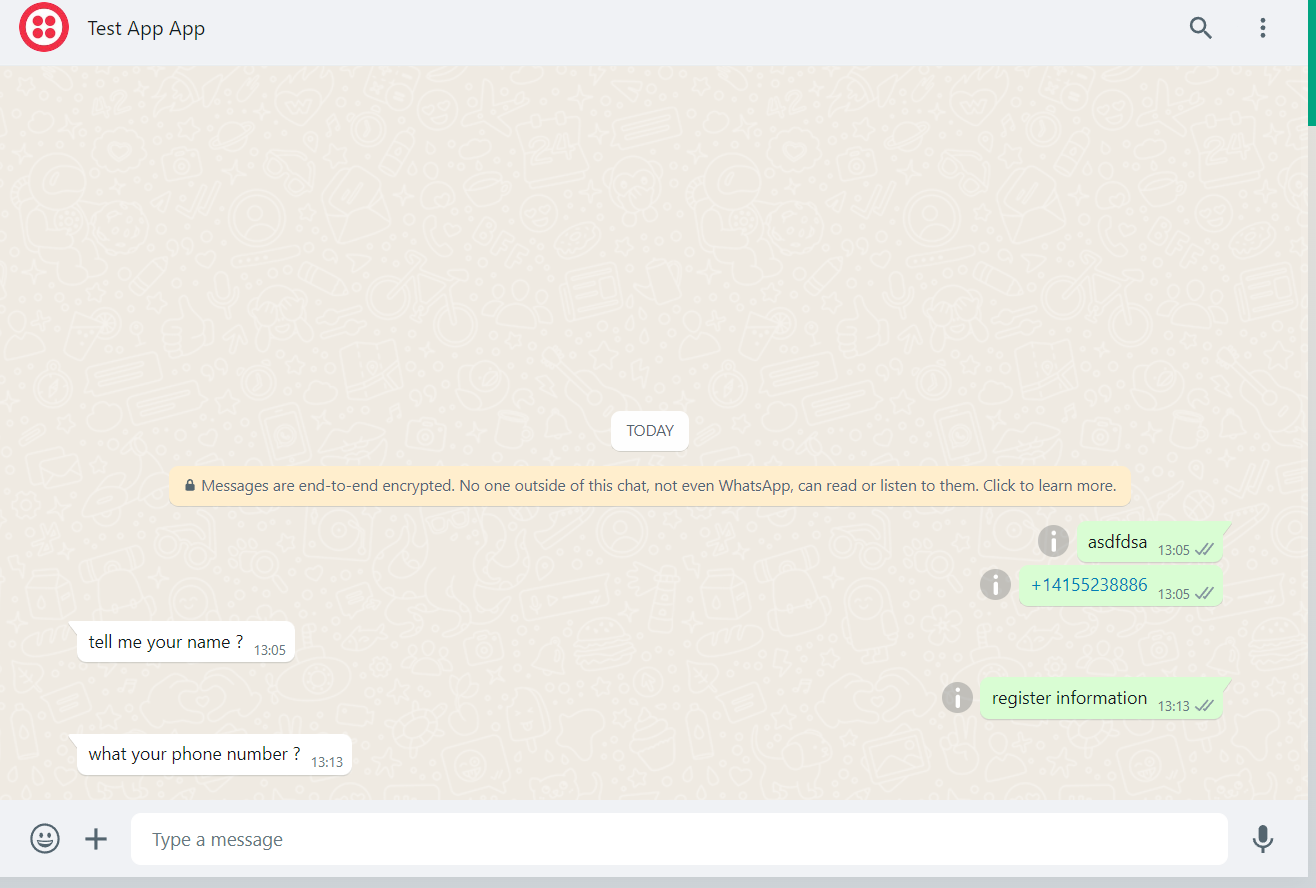 Test App App
TODAY
Messages are end-to-end encrypted. No one outside of this chat, not even WhatsApp, can read or listen to them. Click to learn more.
asdfdsa 13:05
+14155238886 13:05
tell me your name ? 13:05
register information 13:13
what your phone number ? 13:13
Type a message